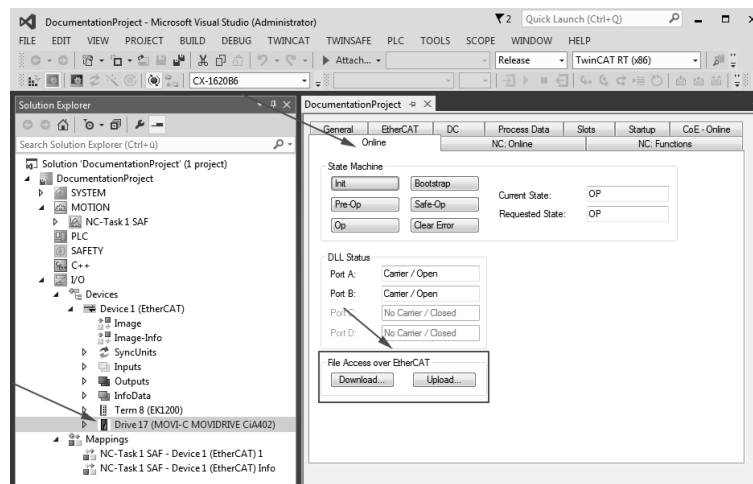 DocumentationProject - Microsoft Visual Studio (Administrator)
2
Quick Launch (Ctrl+Q)
FILE EDIT VIEW PROJECT BUILD DEBUG TWINCAT TWINSAFE PLC TOOLS SCOPE WINDOW HELP
Attach...
Release
TwinCAT RT (x86)
CX-1620B6
Solution Explorer
Search Solution Explorer (Ctrl+ü)
Solution 'DocumentationProject' (1 project)
DocumentationProject
SYSTEM
MOTION
NC-Task 1 SAF
PLC
SAFETY
C++
I/O
Devices
Device 1 (EtherCAT)
Image
Image-Info
SyncUnits
Inputs
Outputs
InfoData
Term 8 (EK1200)
Drive 17 (MOVI-C MOVIDRIVE CiA402)
Mappings
NC-Task 1 SAF - Device 1 (EtherCAT) 1
NC-Task 1 SAF - Device 1 (EtherCAT) Info
DocumentationProject
General EtherCAT DC Process Data Slots Startup CoE - Online
Online NC: Online NC: Functions
State Machine
Init Bootstrap
Pre-Op Safe-Op
Op Clear Error
Current State: OP
Requested State: OP
DLL Status
Port A: Carrier / Open
Port B: Carrier / Open
Port C: No Carrier / Closed
Port D: No Carrier / Closed
File Access over EtherCAT
Download... Upload...